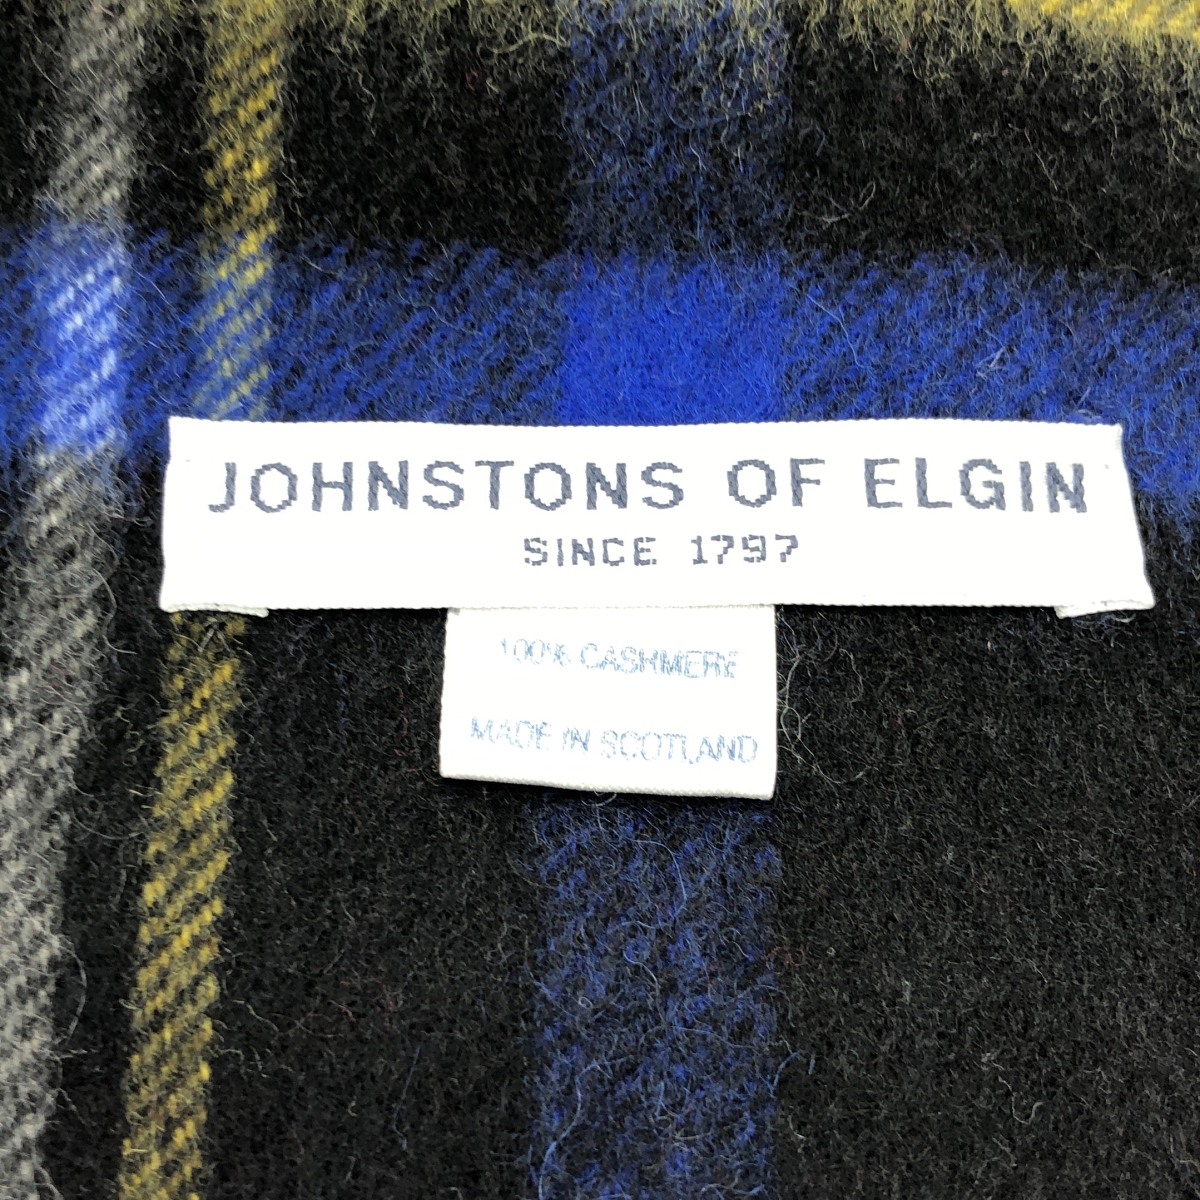 JOHNSTONS OF ELGIN
SINCE 1797
100% CASHMERE
MADE IN SCOTLAND